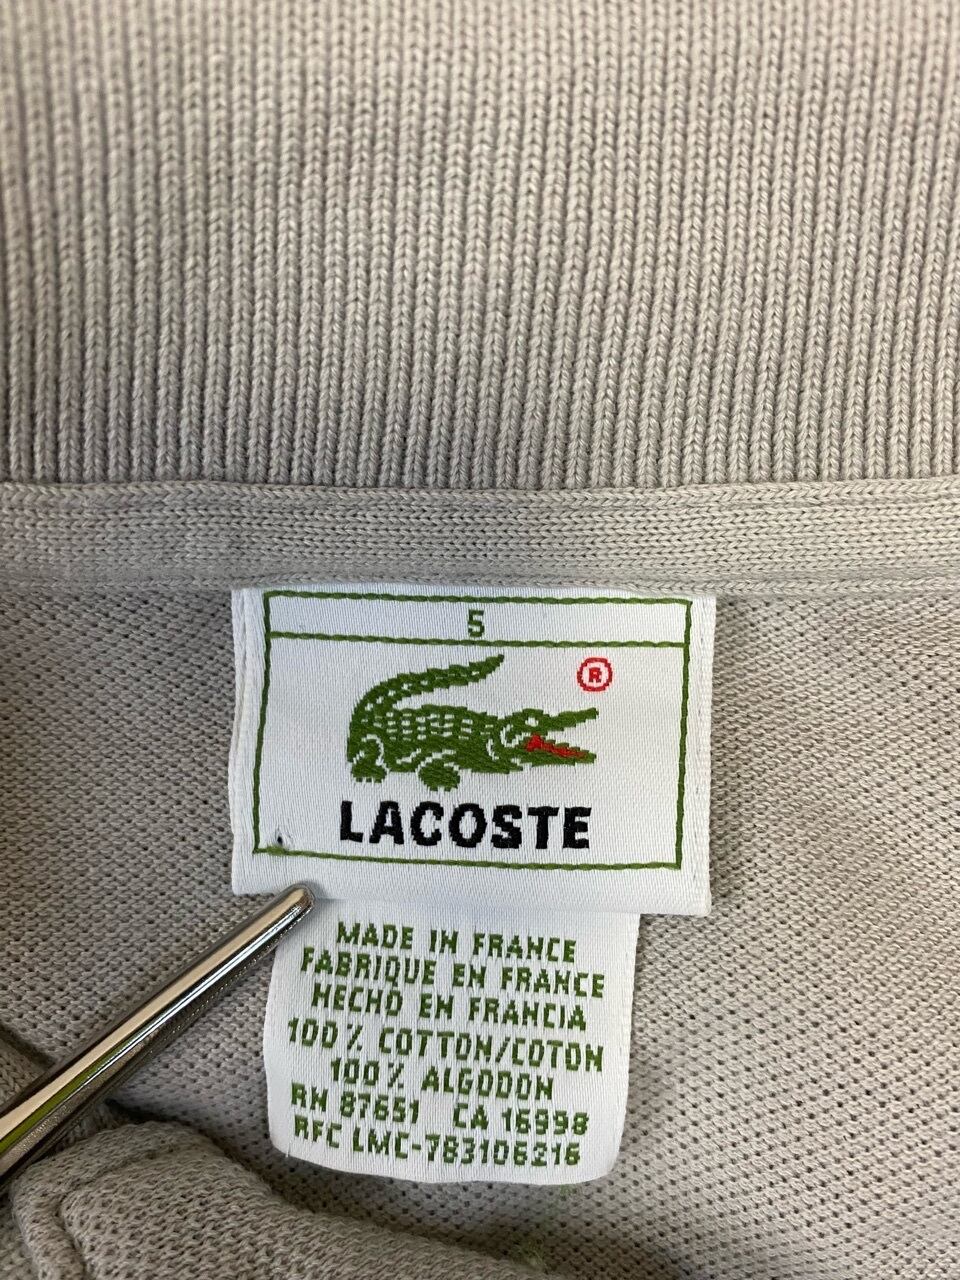 5
®
LACOSTE
MADE IN FRANCE
FABRIQUE EN FRANCE
HECHO EN FRANCIA
100% COTTON/COTON
100% ALGODON
RN 87651 CA 16998
RFC LMC-783106216